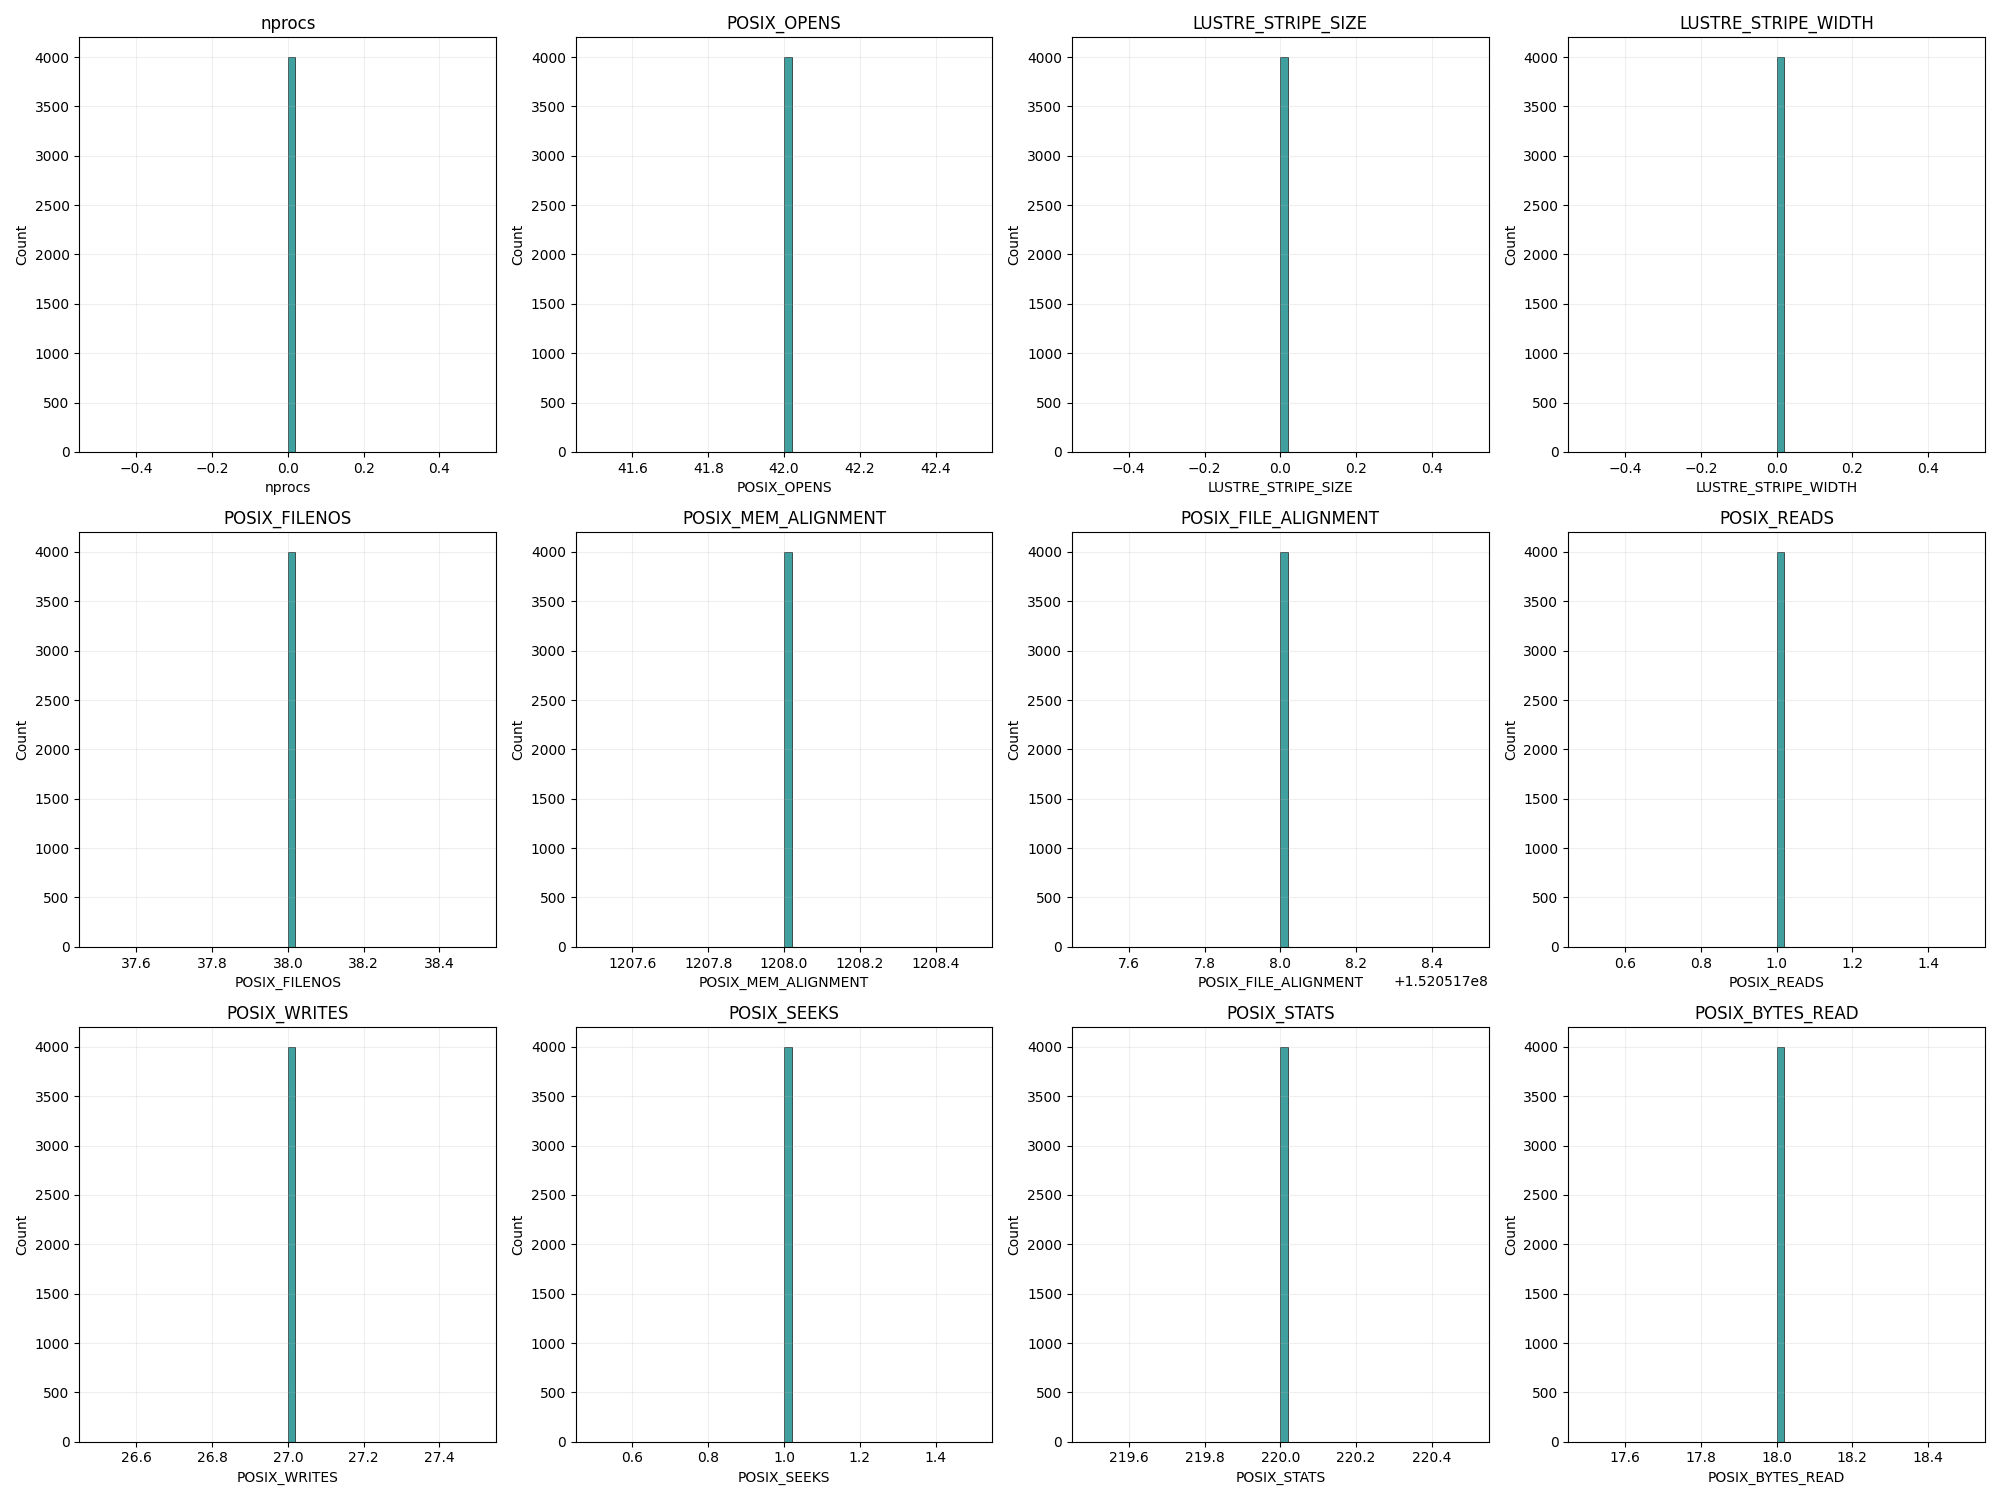 nprocs
Count
4000
3500
3000
2500
2000
1500
1000
500
0
−0.4 −0.2 0.0 0.2 0.4
nprocs
POSIX_OPENS
Count
4000
3500
3000
2500
2000
1500
1000
500
0
41.6 41.8 42.0 42.2 42.4
POSIX_OPENS
LUSTRE_STRIPE_SIZE
Count
4000
3500
3000
2500
2000
1500
1000
500
0
−0.4 −0.2 0.0 0.2 0.4
LUSTRE_STRIPE_SIZE
LUSTRE_STRIPE_WIDTH
Count
4000
3500
3000
2500
2000
1500
1000
500
0
−0.4 −0.2 0.0 0.2 0.4
LUSTRE_STRIPE_WIDTH
POSIX_FILENOS
Count
4000
3500
3000
2500
2000
1500
1000
500
0
37.6 37.8 38.0 38.2 38.4
POSIX_FILENOS
POSIX_MEM_ALIGNMENT
Count
4000
3500
3000
2500
2000
1500
1000
500
0
1207.6 1207.8 1208.0 1208.2 1208.4
POSIX_MEM_ALIGNMENT
POSIX_FILE_ALIGNMENT
Count
4000
3500
3000
2500
2000
1500
1000
500
0
7.6 7.8 8.0 8.2 8.4
POSIX_FILE_ALIGNMENT +1.520517e8
POSIX_READS
Count
4000
3500
3000
2500
2000
1500
1000
500
0
0.6 0.8 1.0 1.2 1.4
POSIX_READS
POSIX_WRITES
Count
4000
3500
3000
2500
2000
1500
1000
500
0
26.6 26.8 27.0 27.2 27.4
POSIX_WRITES
POSIX_SEEKS
Count
4000
3500
3000
2500
2000
1500
1000
500
0
0.6 0.8 1.0 1.2 1.4
POSIX_SEEKS
POSIX_STATS
Count
4000
3500
3000
2500
2000
1500
1000
500
0
219.6 219.8 220.0 220.2 220.4
POSIX_STATS
POSIX_BYTES_READ
Count
4000
3500
3000
2500
2000
1500
1000
500
0
17.6 17.8 18.0 18.2 18.4
POSIX_BYTES_READ